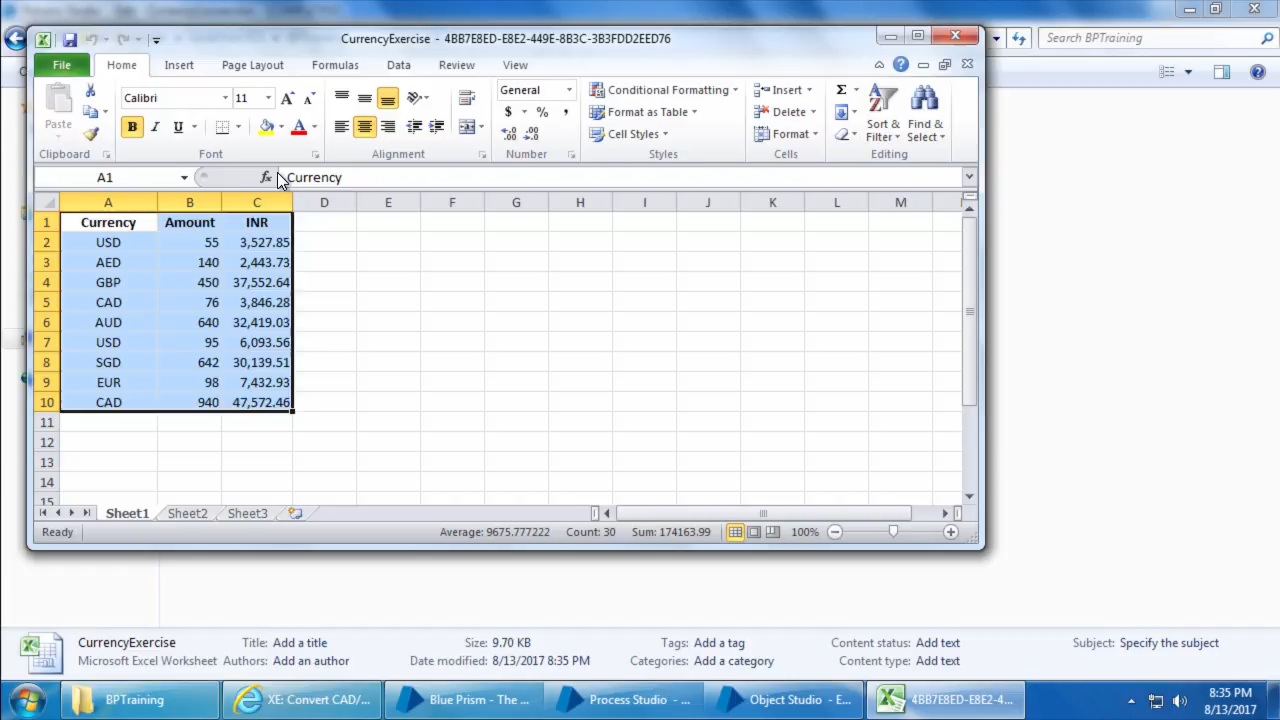 CurrencyExercise - 4BB7E8ED-E8E2-449E-8B3C-3B3FDD2EED76
Search BPTraining
File Home Insert Page Layout Formulas Data Review View
Paste
Calibri 11
General
Conditional Formatting
Format as Table
Cell Styles
Insert
Delete
Format
Sort & Filter
Find & Select
Clipboard Font Alignment Number Styles Cells Editing
A1 fx Currency
A B C D E F G H I J K L M
1 Currency Amount INR
2 USD 55 3,527.85
3 AED 140 2,443.73
4 GBP 450 37,552.64
5 CAD 76 3,846.28
6 AUD 640 32,419.03
7 USD 95 6,093.56
8 SGD 642 30,139.51
9 EUR 98 7,432.93
10 CAD 940 47,572.46
11
12
13
14
15
Sheet1 Sheet2 Sheet3
Ready Average: 9675.777222 Count: 30 Sum: 174163.99 100%
CurrencyExercise Title: Add a title Size: 9.70 KB Tags: Add a tag Content status: Add text Subject: Specify the subject
Microsoft Excel Worksheet Authors: Add an author Date modified: 8/13/2017 8:35 PM Categories: Add a category Content type: Add text
BPTraining XE: Convert CAD/... Blue Prism - The ... Process Studio - ... Object Studio - E... 4BB7E8ED-E8E2-4... 8:35 PM
8/13/2017